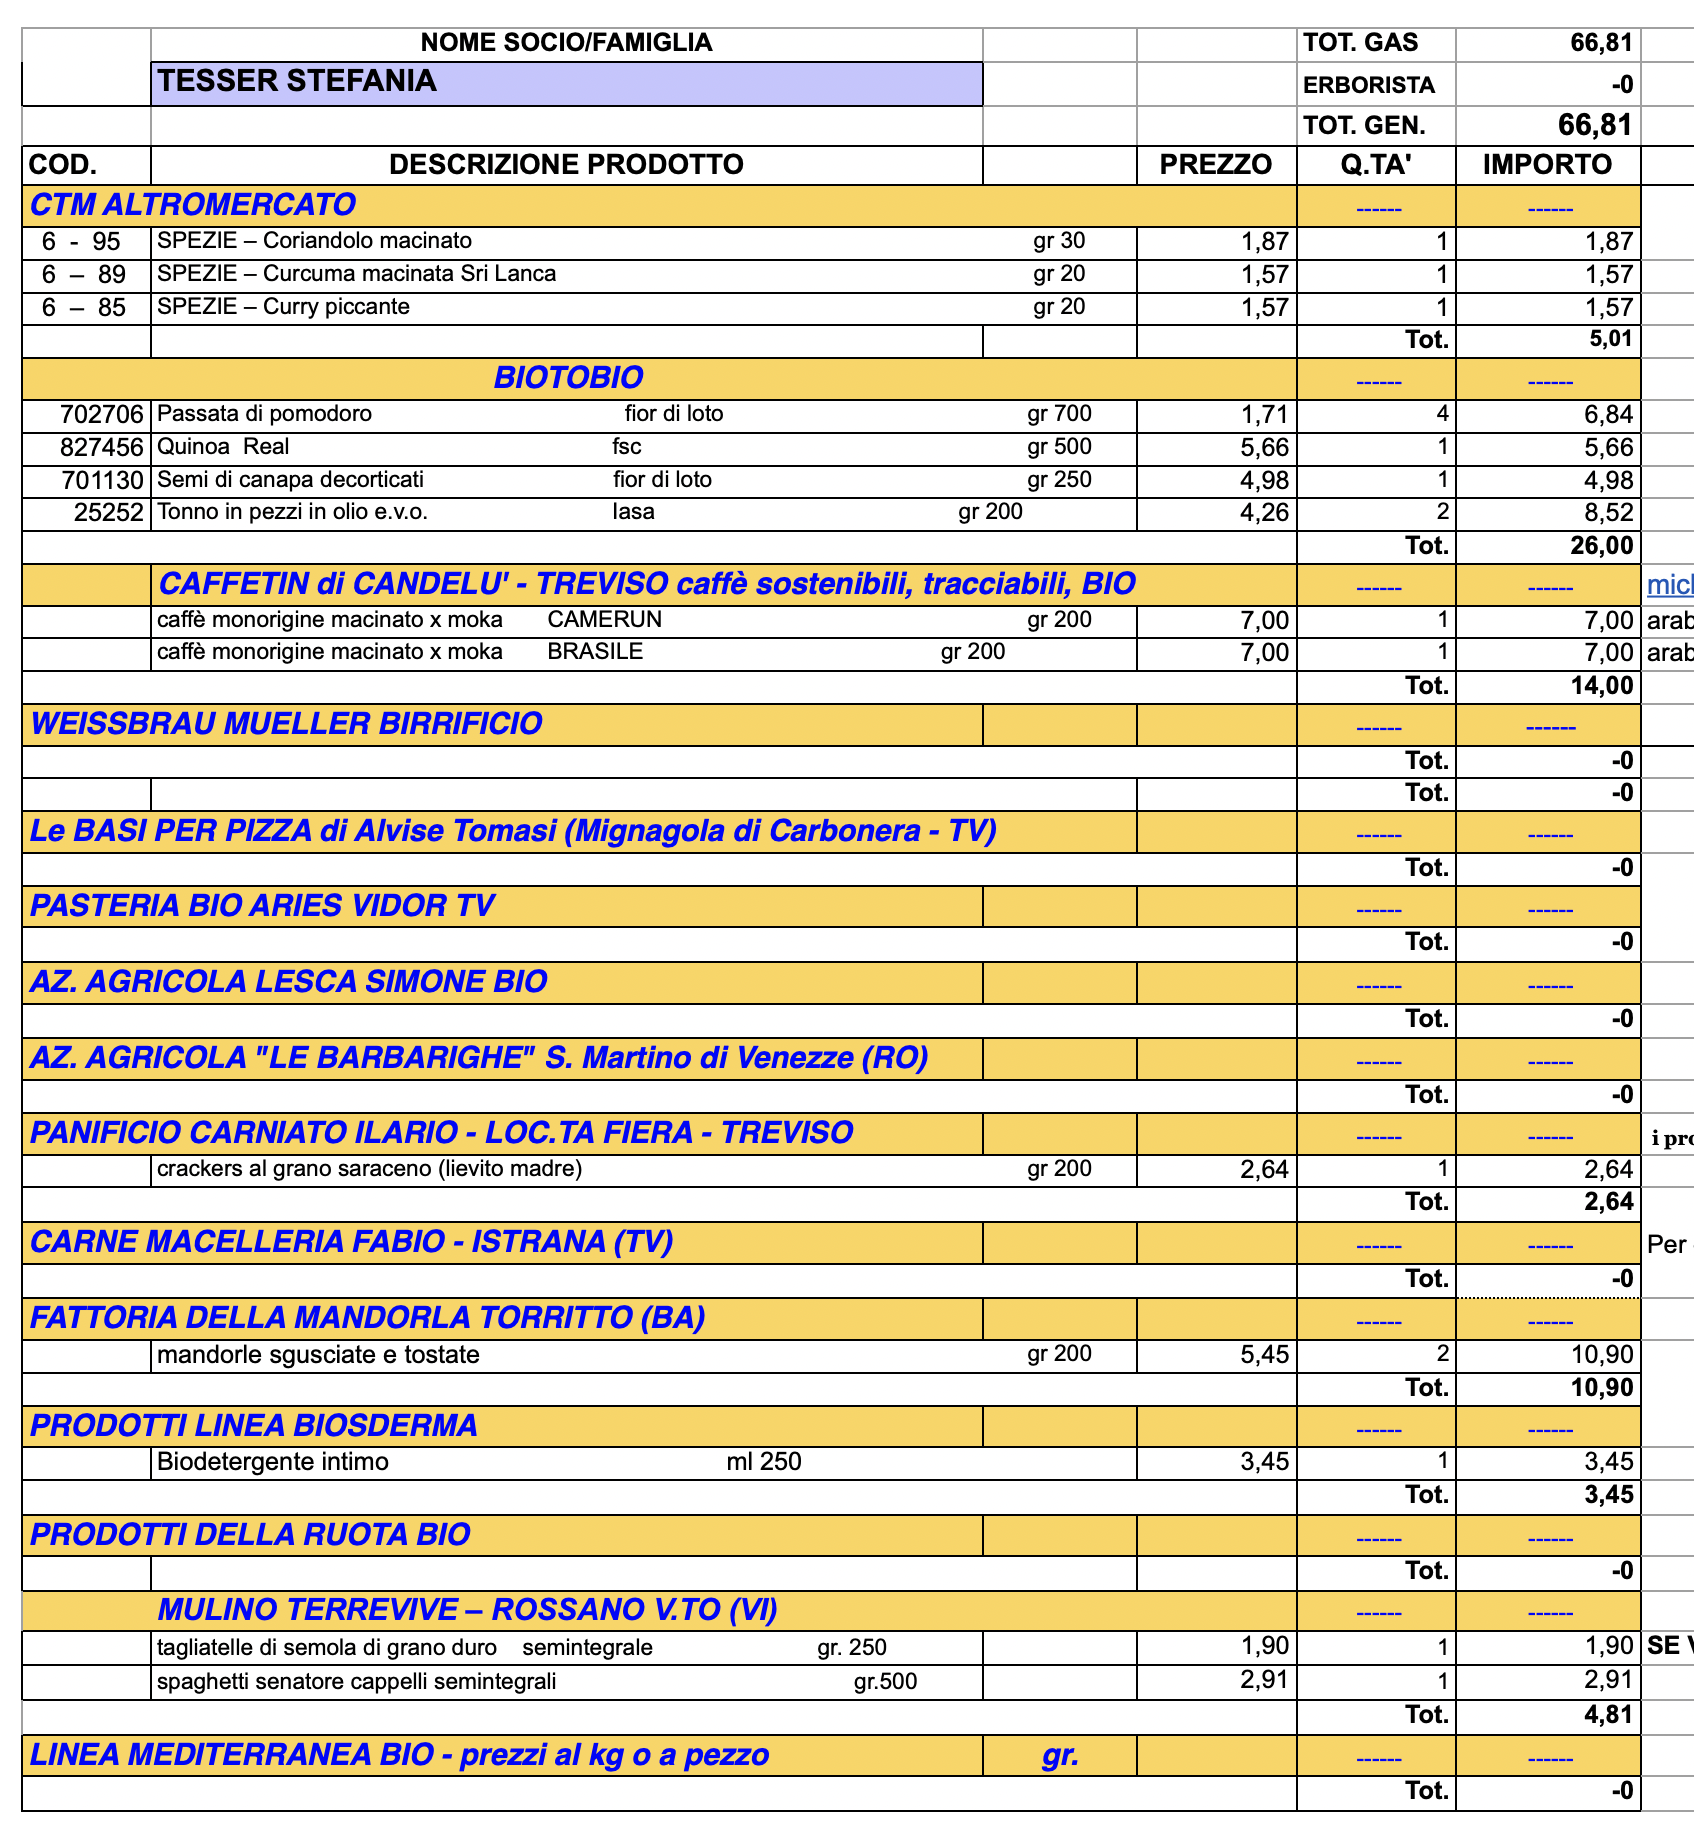 NOME SOCIO/FAMIGLIA TOT. GAS 66,81
TESSER STEFANIA ERBORISTA -0
TOT. GEN. 66,81
COD. DESCRIZIONE PRODOTTO PREZZO Q.TA' IMPORTO
CTM ALTROMERCATO ------ ------
6 - 95 SPEZIE – Coriandolo macinato gr 30 1,87 1 1,87
6 – 89 SPEZIE – Curcuma macinata Sri Lanca gr 20 1,57 1 1,57
6 – 85 SPEZIE – Curry piccante gr 20 1,57 1 1,57
Tot. 5,01
BIOTOBIO ------ ------
702706 Passata di pomodoro fior di loto gr 700 1,71 4 6,84
827456 Quinoa Real fsc gr 500 5,66 1 5,66
701130 Semi di canapa decorticati fior di loto gr 250 4,98 1 4,98
25252 Tonno in pezzi in olio e.v.o. Iasa gr 200 4,26 2 8,52
Tot. 26,00
CAFFETIN di CANDELU' - TREVISO caffè sostenibili, tracciabili, BIO ------ ------
caffè monorigine macinato x moka CAMERUN gr 200 7,00 1 7,00 arab
caffè monorigine macinato x moka BRASILE gr 200 7,00 1 7,00 arab
Tot. 14,00
WEISSBRAU MUELLER BIRRIFICIO ------ ------
Tot. -0
Tot. -0
Le BASI PER PIZZA di Alvise Tomasi (Mignagola di Carbonera - TV) ------ ------
Tot. -0
PASTERIA BIO ARIES VIDOR TV ------ ------
Tot. -0
AZ. AGRICOLA LESCA SIMONE BIO ------ ------
Tot. -0
AZ. AGRICOLA "LE BARBARIGHE" S. Martino di Venezze (RO) ------ ------
Tot. -0
PANIFICIO CARNIATO ILARIO - LOC.TA FIERA - TREVISO ------ ------ i pro
crackers al grano saraceno (lievito madre) gr 200 2,64 1 2,64
Tot. 2,64
CARNE MACELLERIA FABIO - ISTRANA (TV) ------ ------ Per
Tot. -0
FATTORIA DELLA MANDORLA TORRITTO (BA) ------ ------
mandorle sgusciate e tostate gr 200 5,45 2 10,90
Tot. 10,90
PRODOTTI LINEA BIOSDERMA ------ ------
Biodetergente intimo ml 250 3,45 1 3,45
Tot. 3,45
PRODOTTI DELLA RUOTA BIO ------ ------
Tot. -0
MULINO TERREVIVE – ROSSANO V.TO (VI) ------ ------
tagliatelle di semola di grano duro semintegrale gr. 250 1,90 1 1,90 SE
spaghetti senatore cappelli semintegrali gr.500 2,91 1 2,91
Tot. 4,81
LINEA MEDITERRANEA BIO - prezzi al kg o a pezzo gr. ------ ------
Tot. -0